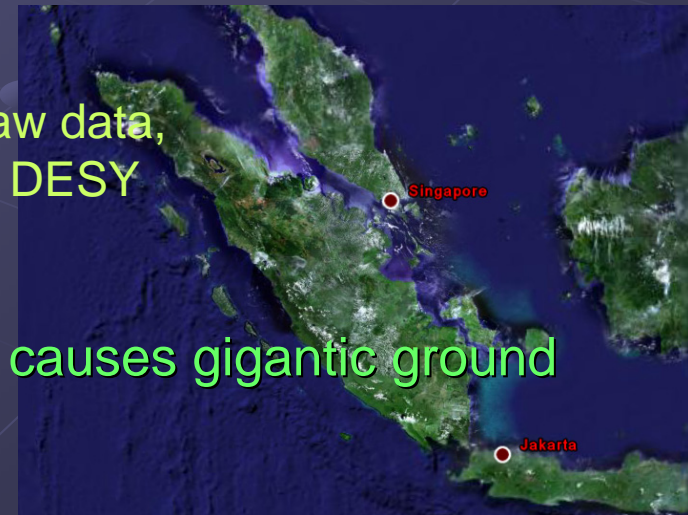 aw data,
DESY
Singapore
causes gigantic ground
Jakarta